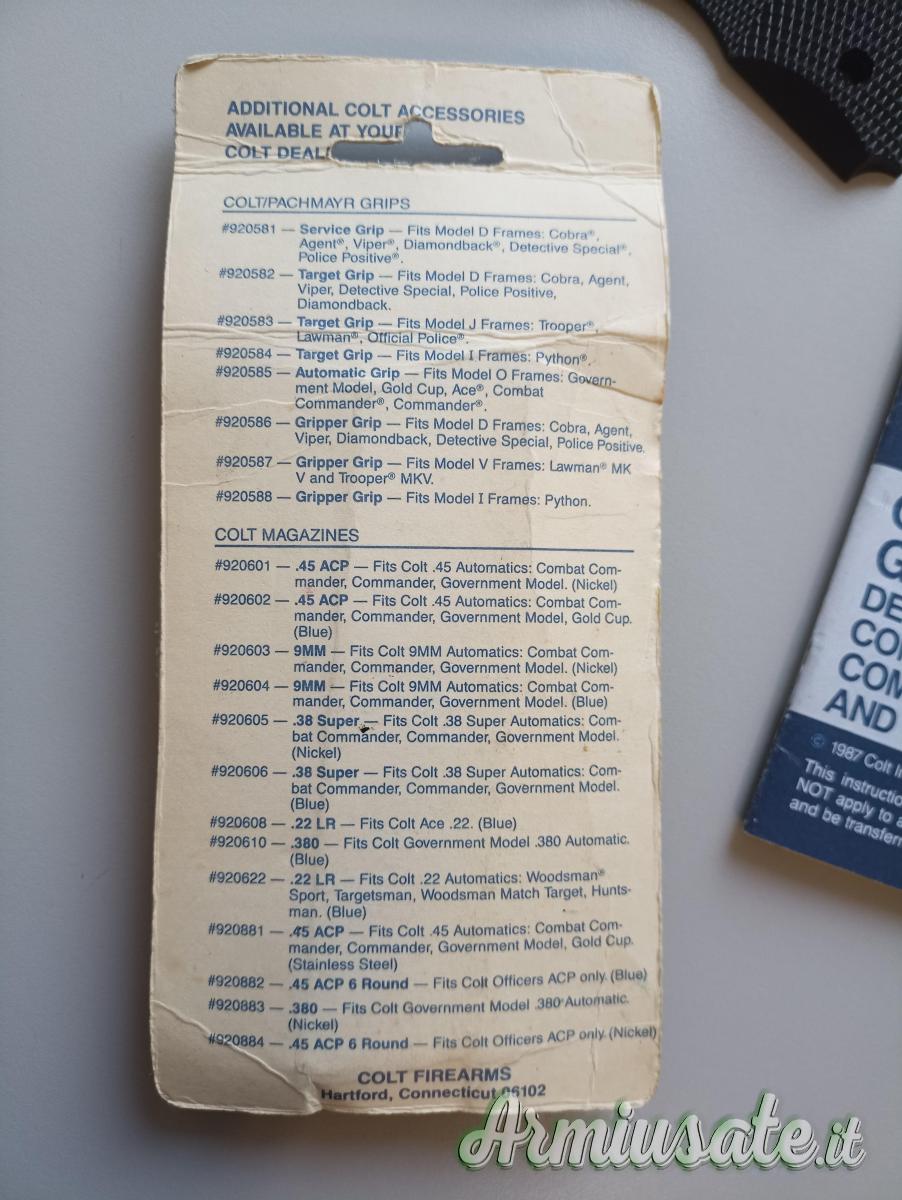 ADDITIONAL COLT ACCESSORIES
AVAILABLE AT YOUR
COLT
COLT/PACHMAYR GRIPS
#920581 — Service Grip — Fits Model D Frames: Cobra®,
Agent®, Viper®, Diamondback®, Detective Special®,
Police Positive®.
#920582 — Target Grip — Fits Model D Frames: Cobra, Agent,
Viper, Detective Special, Police Positive,
Diamondback.
#920583 — Target Grip — Fits Model J Frames: Trooper®,
Lawman®, Official Police®.
#920584 — Target Grip — Fits Model I Frames: Python®.
#920585 — Automatic Grip — Fits Model O Frames: Govern-
ment Model, Gold Cup, Ace®, Combat
Commander®, Commander®.
#920586 — Gripper Grip — Fits Model D Frames: Cobra, Agent,
Viper, Diamondback, Detective Special, Police Positive.
#920587 — Gripper Grip — Fits Model V Frames: Lawman® MK
V and Trooper® MKV.
#920588 — Gripper Grip — Fits Model I Frames: Python.
COLT MAGAZINES
#920601 — .45 ACP — Fits Colt .45 Automatics: Combat Com-
mander, Commander, Government Model. (Nickel)
#920602 — .45 ACP — Fits Colt .45 Automatics: Combat Com-
mander, Commander, Government Model, Gold Cup.
(Blue)
#920603 — 9MM — Fits Colt 9MM Automatics: Combat Com-
mander, Commander, Government Model. (Nickel)
#920604 — 9MM — Fits Colt 9MM Automatics: Combat Com-
mander, Commander, Government Model. (Blue)
#920605 — .38 Super — Fits Colt .38 Super Automatics: Com-
bat Commander, Commander, Government Model.
(Nickel)
#920606 — .38 Super — Fits Colt .38 Super Automatics: Com-
bat Commander, Commander, Government Model.
(Blue)
#920608 — .22 LR — Fits Colt Ace .22. (Blue)
#920610 — .380 — Fits Colt Government Model .380 Automatic.
(Blue)
#920622 — .22 LR — Fits Colt .22 Automatics: Woodsman®
Sport, Targetsman, Woodsman Match Target, Hunts-
man. (Blue)
#920881 — .45 ACP — Fits Colt .45 Automatics: Combat Com-
mander, Commander, Government Model, Gold Cup.
(Stainless Steel)
#920882 — .45 ACP 6 Round — Fits Colt Officers ACP only. (Blue)
#920883 — .380 — Fits Colt Government Model .380 Automatic.
(Nickel)
#920884 — .45 ACP 6 Round — Fits Colt Officers ACP only. (Nickel)
COLT FIREARMS
Hartford, Connecticut 06102
AND
© 1987 Colt
This
NOT apply to
and be
Armiusate.it